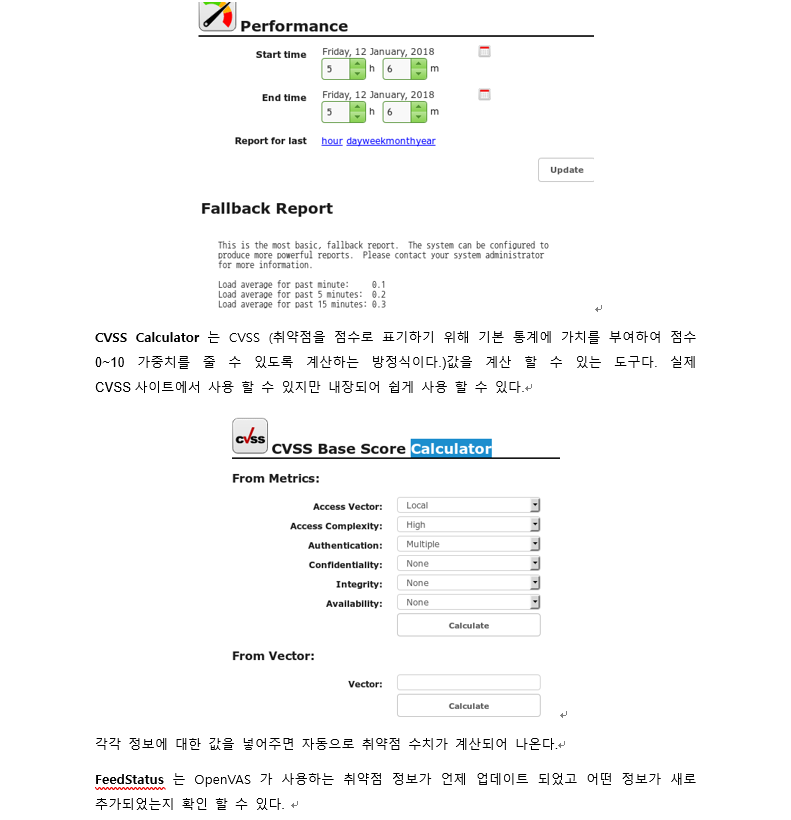 Performance
Start time Friday, 12 January, 2018
5 h 6 m
End time Friday, 12 January, 2018
5 h 6 m
Report for last hour dayweekmonthyear
Update
Fallback Report
This is the most basic, fallback report. The system can be configured to
produce more powerful reports. Please contact your system administrator
for more information.
Load average for past minute: 0.1
Load average for past 5 minutes: 0.2
Load average for past 15 minutes: 0.3
CVSS Calculator 는 CVSS (취약점을 점수로 표기하기 위해 기본 통계에 가치를 부여하여 점수
0~10 가중치를 줄 수 있도록 계산하는 방정식이다.)값을 계산 할 수 있는 도구다. 실제
CVSS 사이트에서 사용 할 수 있지만 내장되어 쉽게 사용 할 수 있다.
cvss CVSS Base Score Calculator
From Metrics:
Access Vector: Local
Access Complexity: High
Authentication: Multiple
Confidentiality: None
Integrity: None
Availability: None
Calculate
From Vector:
Vector:
Calculate
각각 정보에 대한 값을 넣어주면 자동으로 취약점 수치가 계산되어 나온다.
FeedStatus 는 OpenVAS 가 사용하는 취약점 정보가 언제 업데이트 되었고 어떤 정보가 새로
추가되었는지 확인 할 수 있다.